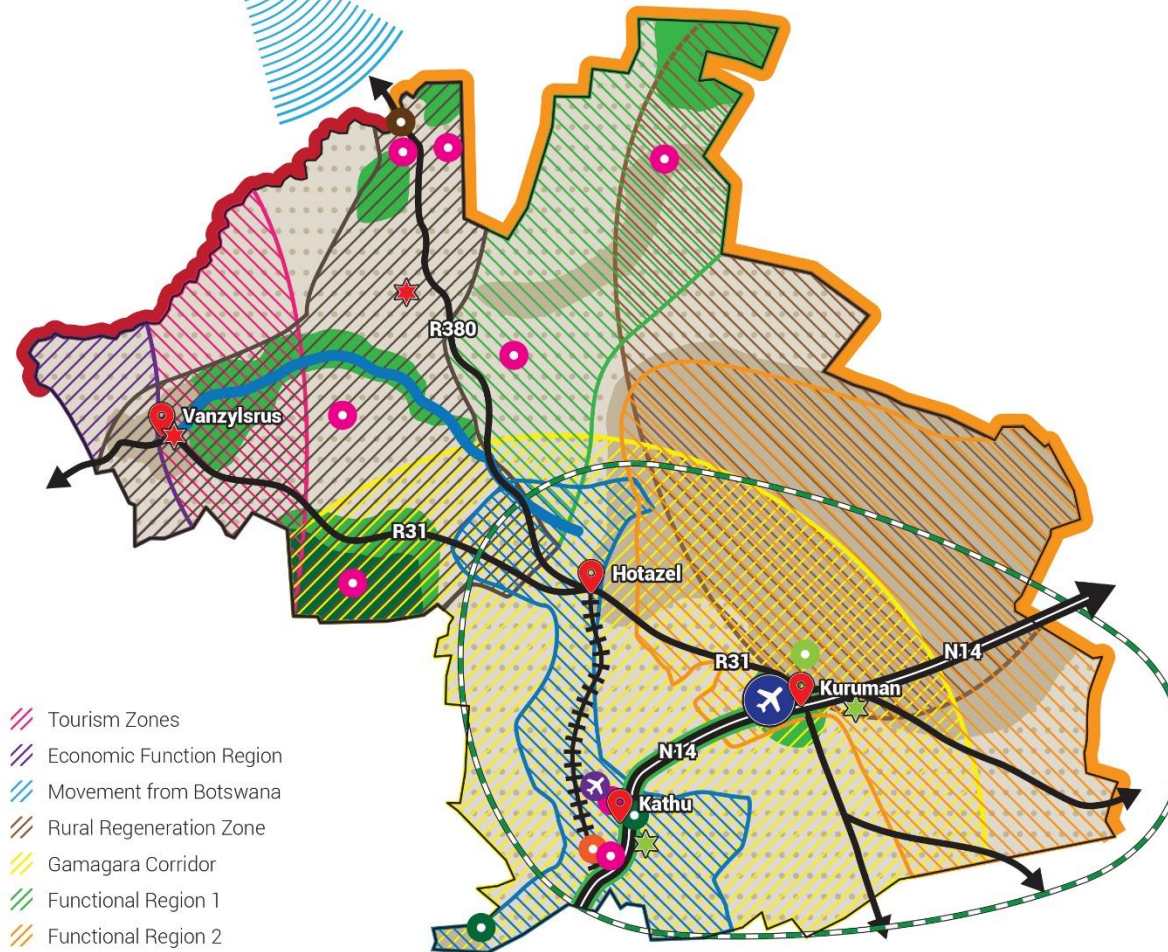 R380
Vanzylsrus
R31
Hotazel
R31
N14
Kuruman
N14
Kathu
Tourism Zones
Economic Function Region
Movement from Botswana
Rural Regeneration Zone
Gamagara Corridor
Functional Region 1
Functional Region 2